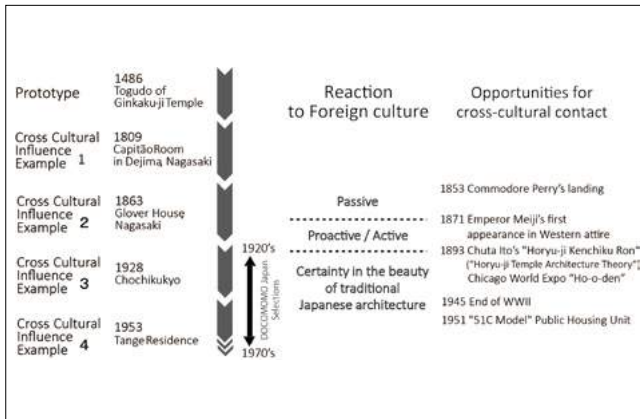 Prototype
1486
Togudo of
Ginkaku-ji Temple
Cross Cultural
Influence 1
Example
1809
Capitão Room
in Dejima, Nagasaki
Cross Cultural
Influence 2
Example
1863
Glover House,
Nagasaki
Cross Cultural
Influence 3
Example
1928
Chochikukyo
Cross Cultural
Influence 4
Example
1953
Tange Residence
1920's
DOCOMOMO Japan
Selections
1970's
Reaction
to Foreign culture
Passive
Proactive / Active
Certainty in the beauty
of traditional
Japanese architecture
Opportunities for
cross-cultural contact
1853 Commodore Perry's landing
1871 Emperor Meiji's first
appearance in Western attire
1893 Chuta Ito's "Horyu-ji Kenchiku Ron"
("Horyu-ji Temple Architecture Theory")
Chicago World Expo "Ho-o-den"
1945 End of WWII
1951 "51C Model" Public Housing Unit